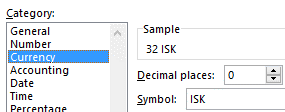 Category:
General
Number
Currency
Accounting
Date
Time
Percentage
Sample
32 ISK
Decimal places: 0
Symbol: ISK